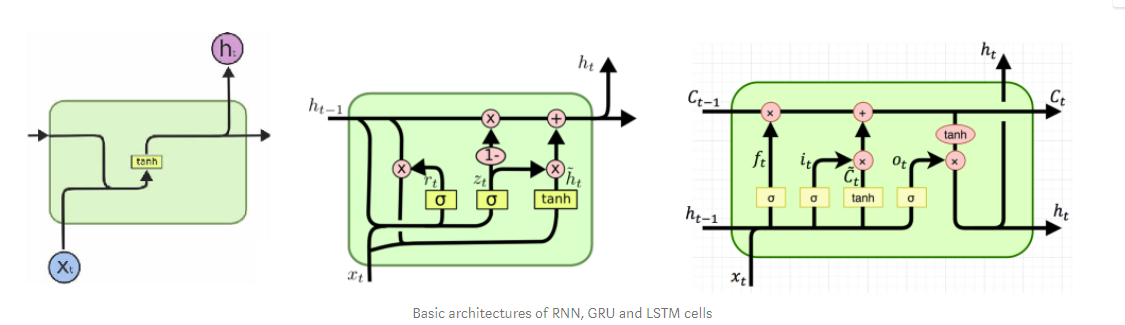 hₜ
tanh
Xₜ
hₜ
hₜ₋₁
x
+
1-
x
rₜ
zₜ
x
h̃ₜ
σ
σ
tanh
xₜ
hₜ
Cₜ₋₁
×
+
Cₜ
tanh
fₜ
iₜ
×
oₜ
×
C̃ₜ
σ
σ
tanh
σ
hₜ₋₁
hₜ
xₜ
Basic architectures of RNN, GRU and LSTM cells